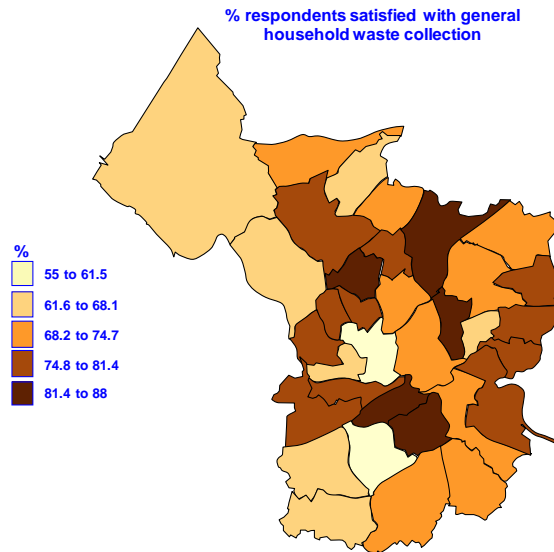 % respondents satisfied with general
household waste collection
%
55 to 61.5
61.6 to 68.1
68.2 to 74.7
74.8 to 81.4
81.4 to 88